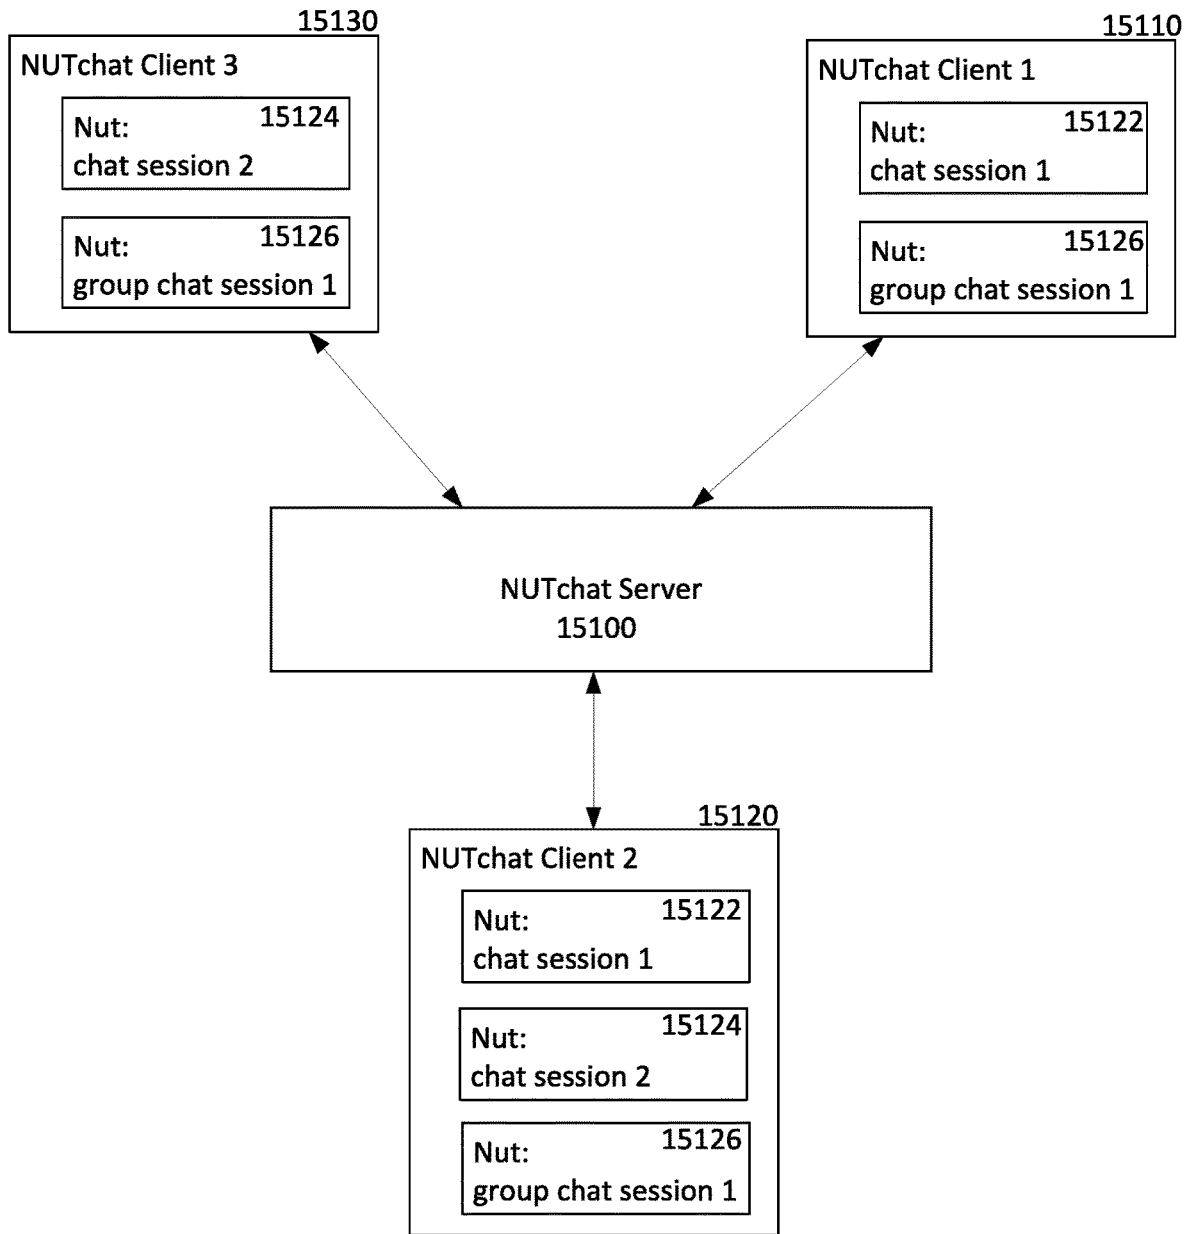 15130
NUTchat Client 3
Nut:
15124
chat session 2
Nut:
15126
group chat session 1
15110
NUTchat Client 1
Nut:
15122
chat session 1
Nut:
15126
group chat session 1
NUTchat Server
15100
15120
NUTchat Client 2
Nut:
15122
chat session 1
Nut:
15124
chat session 2
Nut:
15126
group chat session 1